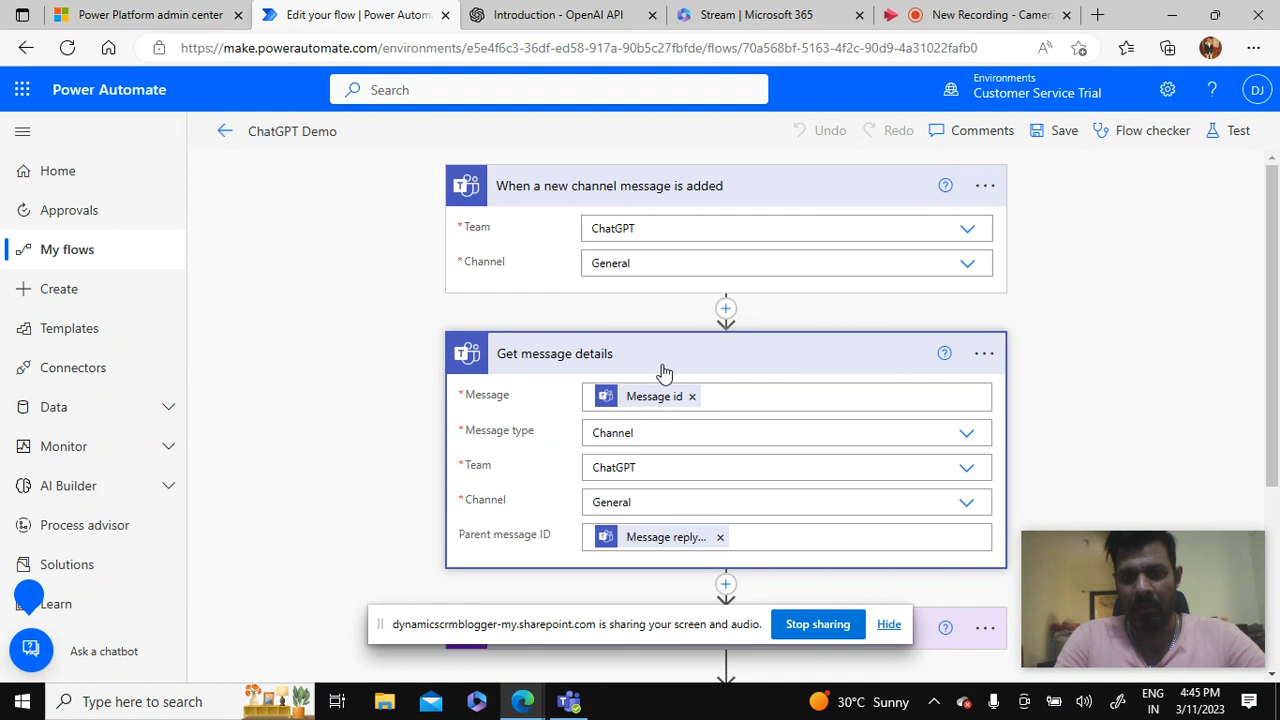 Power Platform admin center
Edit your flow | Power Autom
Introduction - OpenAI API
Stream | Microsoft 365
New Recording - Camera
https://make.powerautomate.com/environments/e5e4f6c3-36df-ed58-917a-90b5c27fbfde/flows/70a568bf-5163-4f2c-90d9-4a31022fafb0
Power Automate
Search
Environments
Customer Service Trial
DJ
ChatGPT Demo
Undo
Redo
Comments
Save
Flow checker
Test
Home
Approvals
My flows
Create
Templates
Connectors
Data
Monitor
AI Builder
Process advisor
Solutions
Learn
Ask a chatbot
When a new channel message is added
*Team
ChatGPT
*Channel
General
Get message details
*Message
Message id
*Message type
Channel
*Team
ChatGPT
*Channel
General
Parent message ID
Message reply...
dynamicscrmblogger-my.sharepoint.com is sharing your screen and audio.
Stop sharing
Hide
Type here to search
30°C Sunny
ENG
IN
4:45 PM
3/11/2023